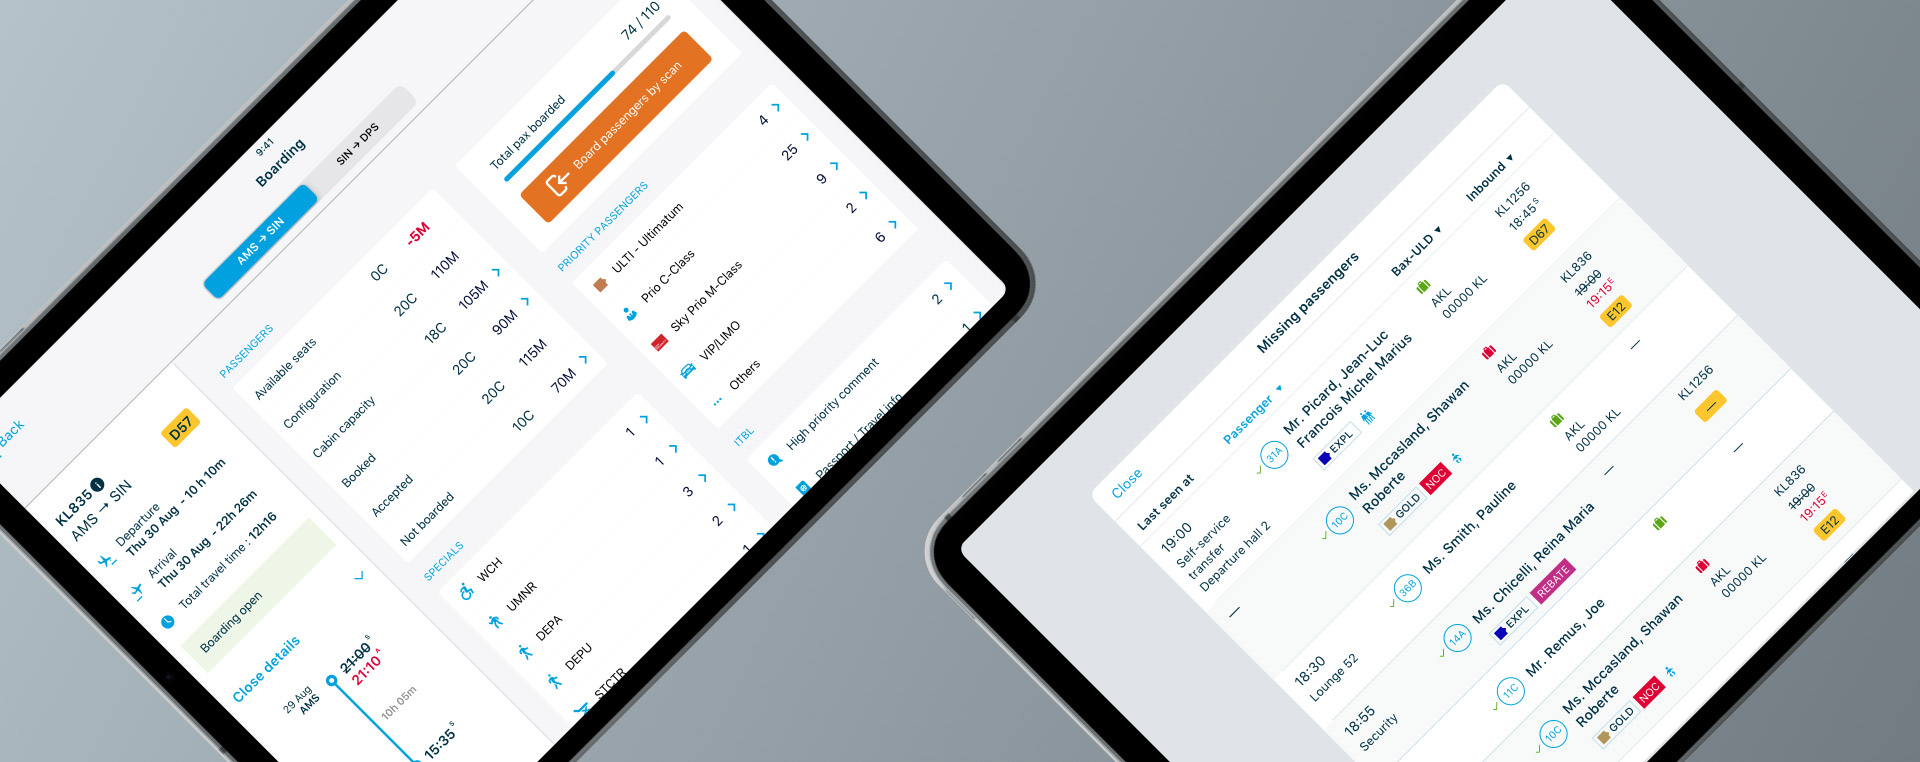 9:41
Boarding
Back
AMS → SIN
SIN → DPS
KL835
D57
AMS → SIN
Departure
Thu 30 Aug - 10 h 10m
Arrival
Thu 30 Aug - 22h 26m
Total travel time : 12h16
Boarding open
Close details
29 Aug
AMS
21:00 S
21:10 A
10h 05m
15:35 S
PASSENGERS
Available seats 0C -5M
Configuration 20C 110M
Cabin capacity 18C 105M
Booked 20C 90M
Accepted 20C 115M
Not boarded 10C 70M
SPECIALS
WCH 1
UMNR 1
DEPA 3
DEPU 2
STCTR 1
Total pax boarded 74 / 110
Board passengers by scan
PRIORITY PASSENGERS
ULTI - Ultimatum 4
Prio C-Class 25
Sky Prio M-Class 9
VIP/LIMO 2
Others 6
ITBL
High priority comment 2
Passport / Travel info 1
Close
Missing passengers
Last seen at
Passenger ▼
Bax-ULD ▼
Inbound ▼
19:00
Self-service
transfer
Departure hall 2
31A
Mr. Picard, Jean-Luc
Francois Michel Marius
EXPL
AKL
00000 KL
KL1256
18:45 S
D67
—
10C
Ms. Mccasland, Shawan
Roberte
GOLD
NOC
AKL
00000 KL
KL836
19:00
19:15 E
E12
18:30
Lounge 52
36B
Ms. Smith, Pauline
AKL
00000 KL
—
18:55
Security
14A
Ms. Chicelli, Reina Maria
EXPL
REBATE
—
KL1256
—
11C
Mr. Remus, Joe
—
10C
Ms. Mccasland, Shawan
Roberte
GOLD
NOC
AKL
00000 KL
KL836
19:00
19:15 E
E12